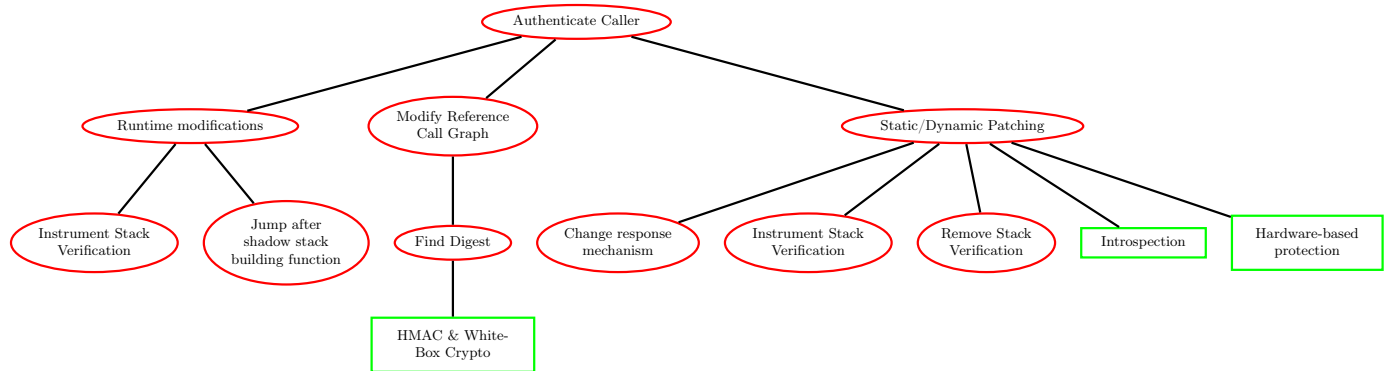 Authenticate Caller
Runtime modifications
Modify Reference
Call Graph
Static/Dynamic Patching
Instrument Stack
Verification
Jump after
shadow stack
building function
Find Digest
Change response
mechanism
Instrument Stack
Verification
Remove Stack
Verification
Introspection
Hardware-based
protection
HMAC & White-
Box Crypto